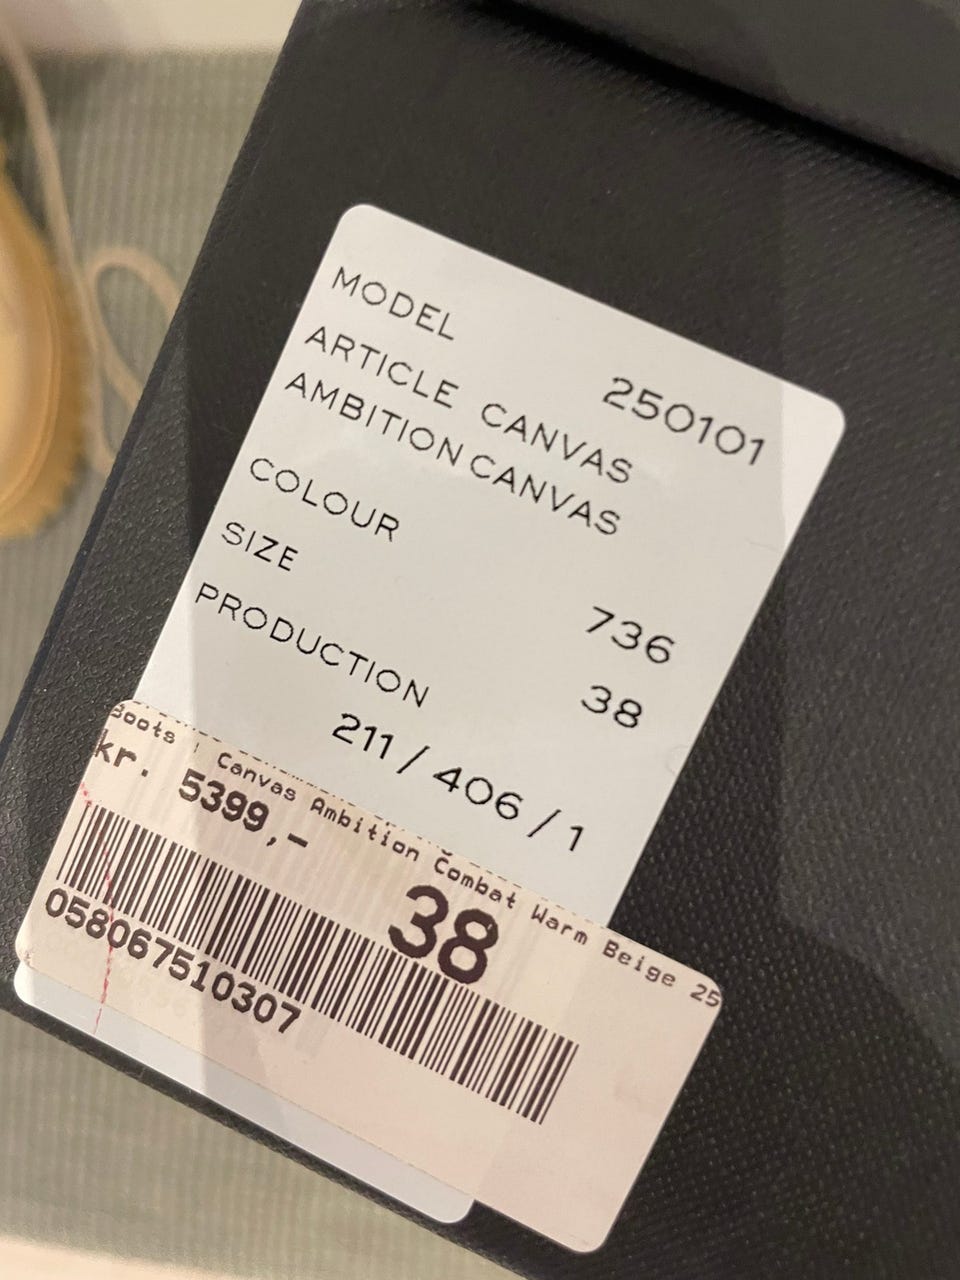 MODEL 250101
ARTICLE CANVAS
AMBITION CANVAS
COLOUR 736
SIZE 38
PRODUCTION
211 / 406 / 1
Boots Canvas Ambition Combat Warm Beige 25
kr. 5399,-
38
058067510307